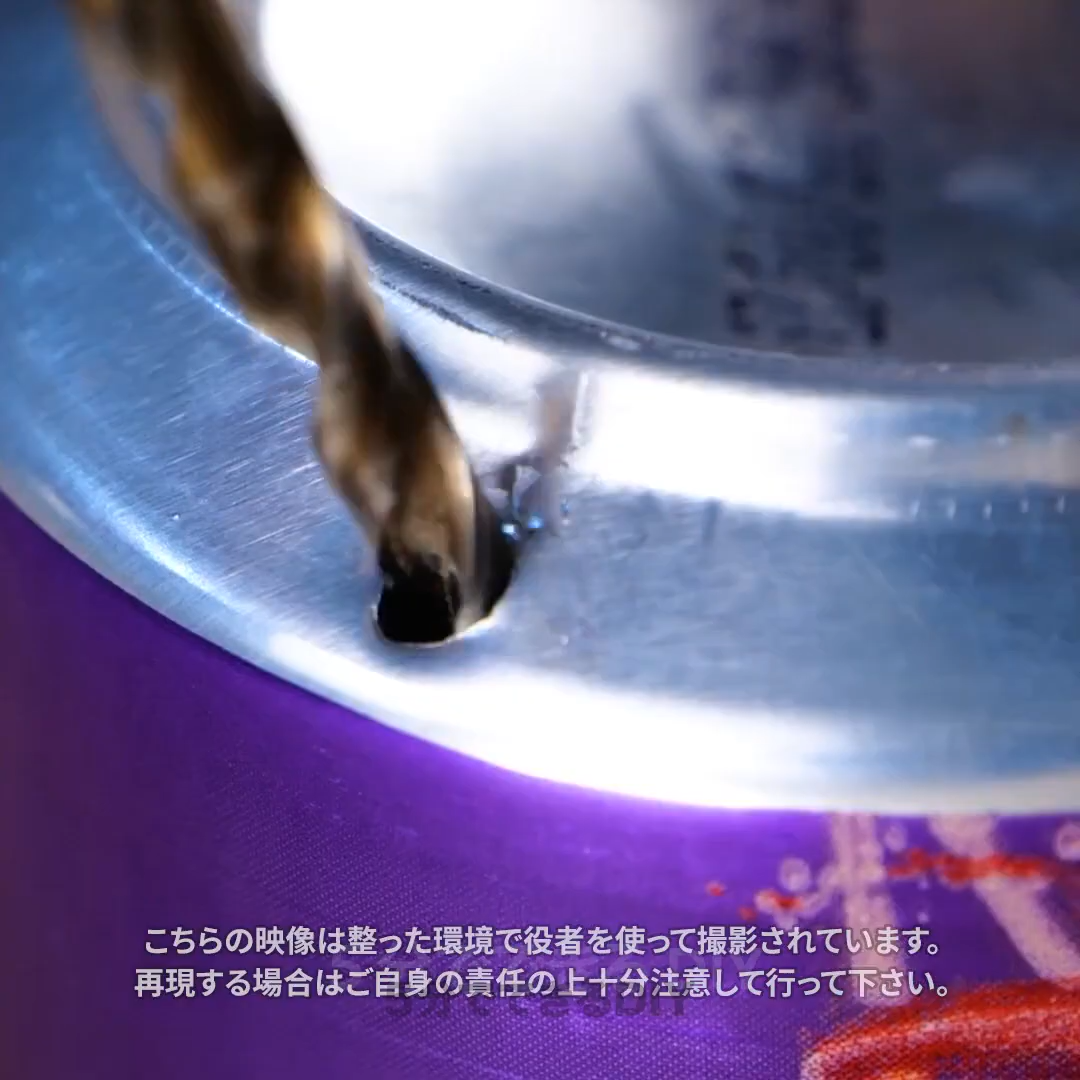 こちらの映像は整った環境で役者を使って撮影されています。
再現する場合はご自身の責任の上十分注意して行って下さい。